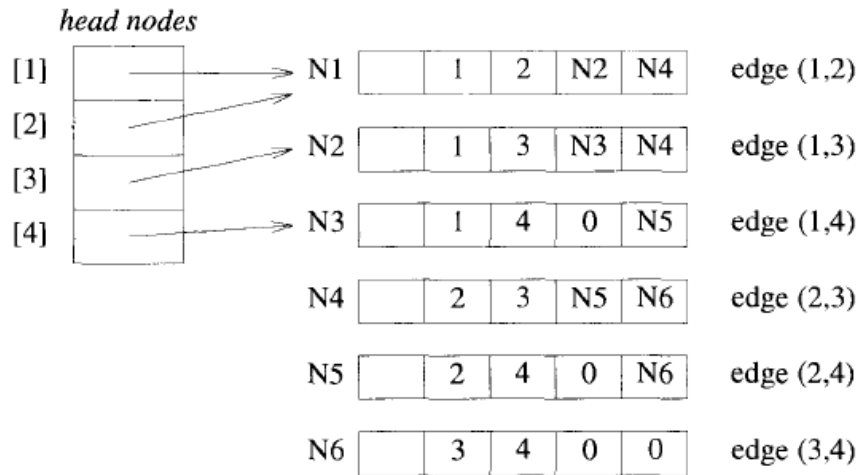 head nodes
[1] N1 1 2 N2 N4 edge (1,2)
[2]
N2 1 3 N3 N4 edge (1,3)
[3]
[4] N3 1 4 0 N5 edge (1,4)
N4 2 3 N5 N6 edge (2,3)
N5 2 4 0 N6 edge (2,4)
N6 3 4 0 0 edge (3,4)